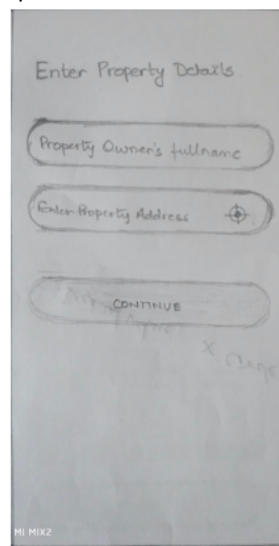 Enter Property Details
Property Owner's fullname
Enter Property Address
CONTINUE
X
MI MIX2